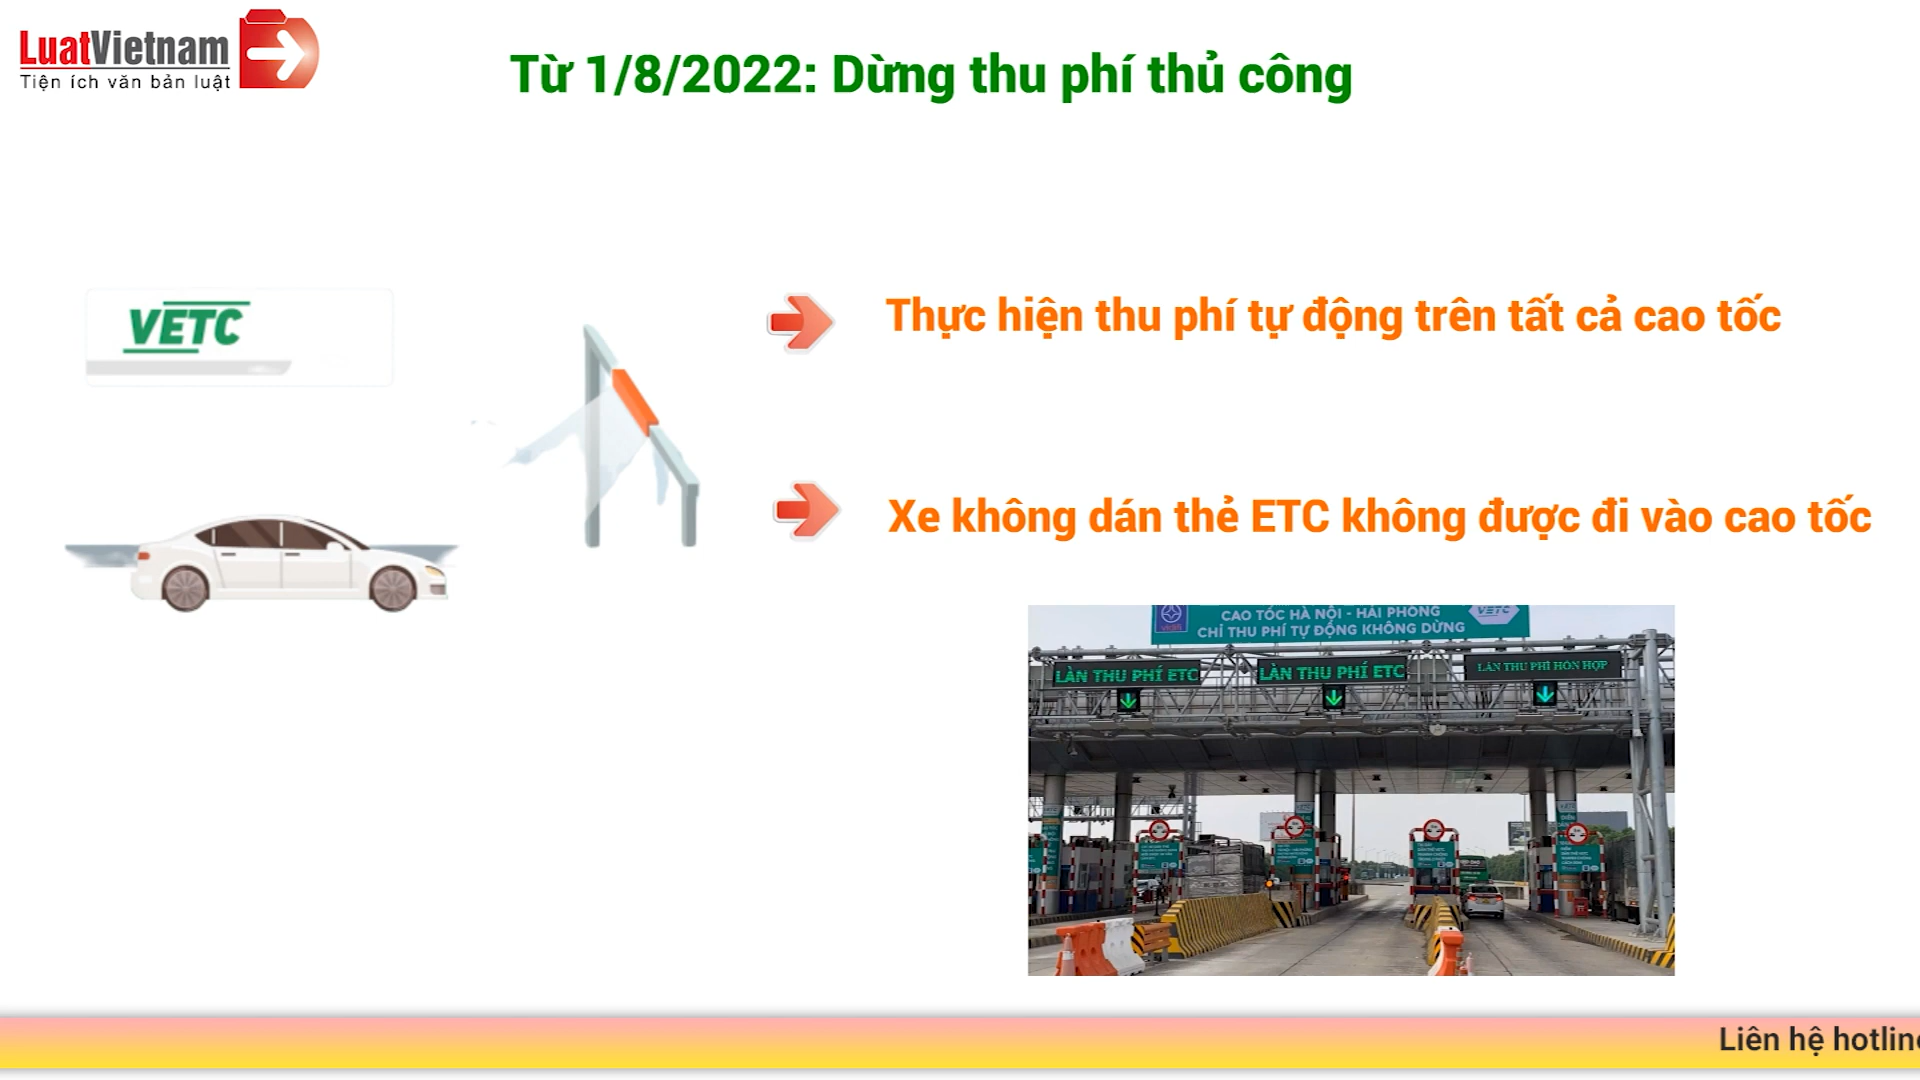 LuatVietnam
Tiện ích văn bản luật
Từ 1/8/2022: Dừng thu phí thủ công
VETC
Thực hiện thu phí tự động trên tất cả cao tốc
Xe không dán thẻ ETC không được đi vào cao tốc
CAO TỐC HÀ NỘI - HẢI PHÒNG
VETC
CHỈ THU PHÍ TỰ ĐỘNG KHÔNG DỪNG
LÀN THU PHÍ ETC
LÀN THU PHÍ ETC
LÀN THU PHÍ HỖN HỢP
Liên hệ hotline